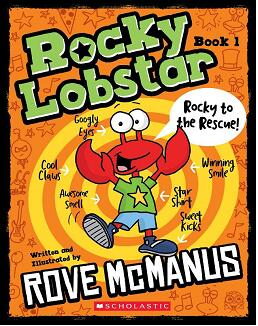 Rocky
Lobstar
Book 1
Rocky to
the Rescue!
Googly
Eyes
Cool
Claws
Winning
Smile
Awesome
Smell
Star
Shirt
Sweet
Kicks
Written and
Illustrated by
ROVE McMANUS
SCHOLASTIC